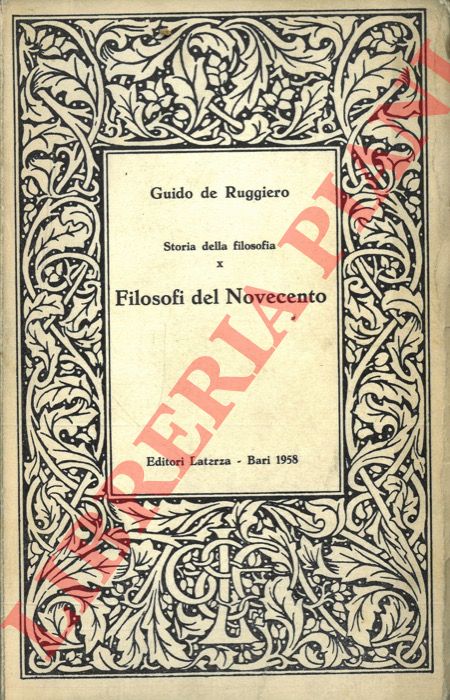 Guido de Ruggiero
Storia della filosofia
X
Filosofi del Novecento
Editori Laterza - Bari 1958
LIBRERIA PIANI